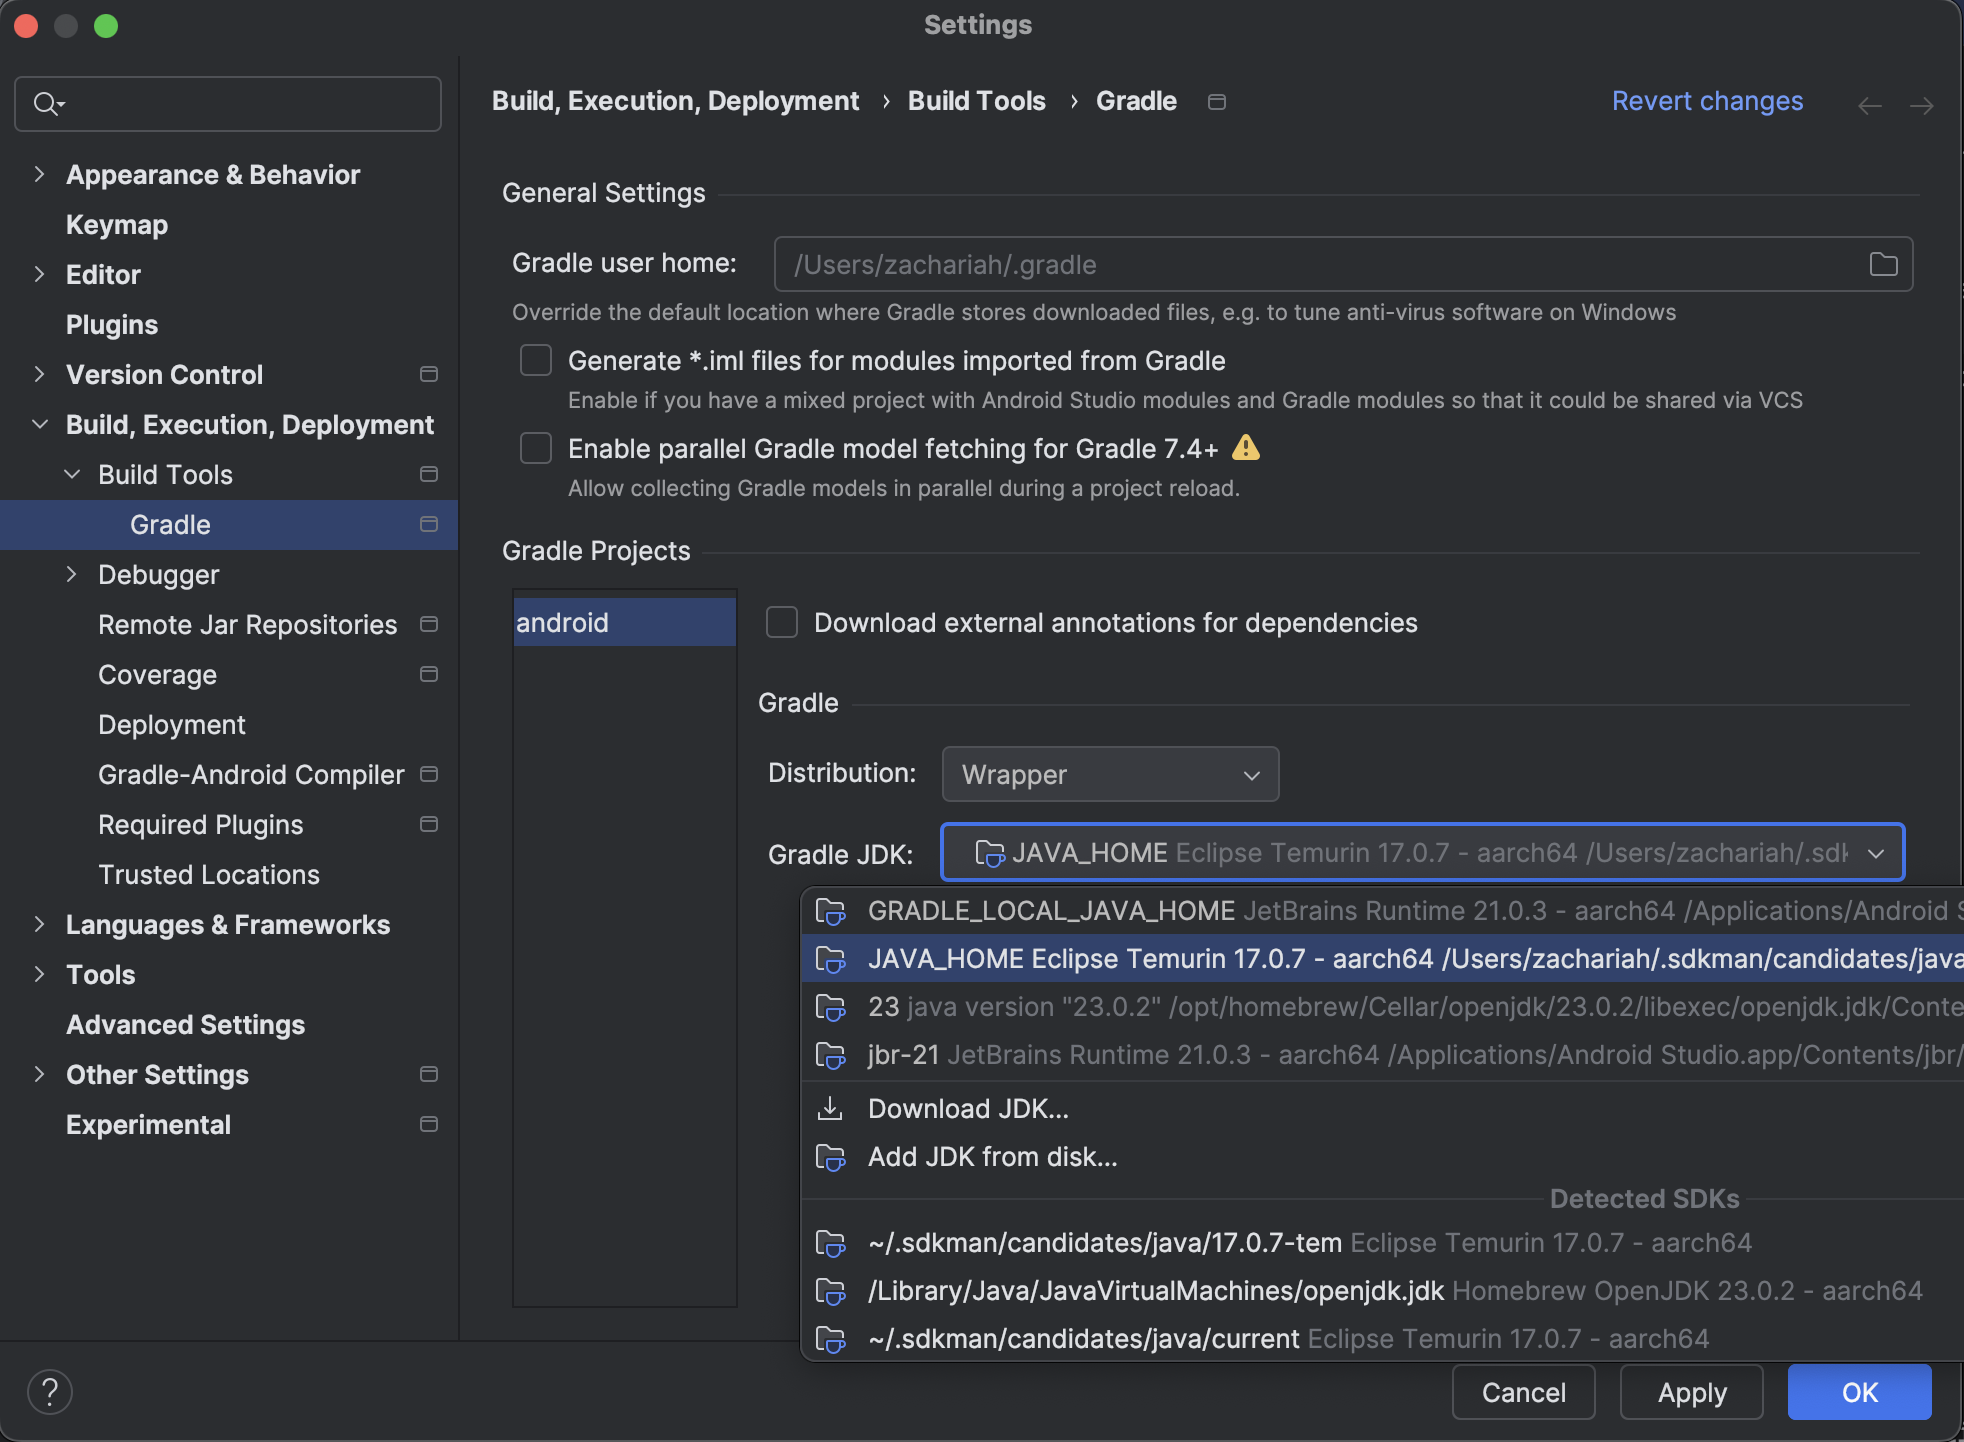 Settings
Build, Execution, Deployment › Build Tools › Gradle
Revert changes
Appearance & Behavior
Keymap
Editor
Plugins
Version Control
Build, Execution, Deployment
Build Tools
Gradle
Debugger
Remote Jar Repositories
Coverage
Deployment
Gradle-Android Compiler
Required Plugins
Trusted Locations
Languages & Frameworks
Tools
Advanced Settings
Other Settings
Experimental
General Settings
Gradle user home: /Users/zachariah/.gradle
Override the default location where Gradle stores downloaded files, e.g. to tune anti-virus software on Windows
Generate *.iml files for modules imported from Gradle
Enable if you have a mixed project with Android Studio modules and Gradle modules so that it could be shared via VCS
Enable parallel Gradle model fetching for Gradle 7.4+
Allow collecting Gradle models in parallel during a project reload.
Gradle Projects
android
Download external annotations for dependencies
Gradle
Distribution: Wrapper
Gradle JDK: JAVA_HOME Eclipse Temurin 17.0.7 - aarch64 /Users/zachariah/.sdk
GRADLE_LOCAL_JAVA_HOME JetBrains Runtime 21.0.3 - aarch64 /Applications/Android S
JAVA_HOME Eclipse Temurin 17.0.7 - aarch64 /Users/zachariah/.sdkman/candidates/java
23 java version "23.0.2" /opt/homebrew/Cellar/openjdk/23.0.2/libexec/openjdk.jdk/Conte
jbr-21 JetBrains Runtime 21.0.3 - aarch64 /Applications/Android Studio.app/Contents/jbr/
Download JDK...
Add JDK from disk...
Detected SDKs
~/.sdkman/candidates/java/17.0.7-tem Eclipse Temurin 17.0.7 - aarch64
/Library/Java/JavaVirtualMachines/openjdk.jdk Homebrew OpenJDK 23.0.2 - aarch64
~/.sdkman/candidates/java/current Eclipse Temurin 17.0.7 - aarch64
?
Cancel
Apply
OK